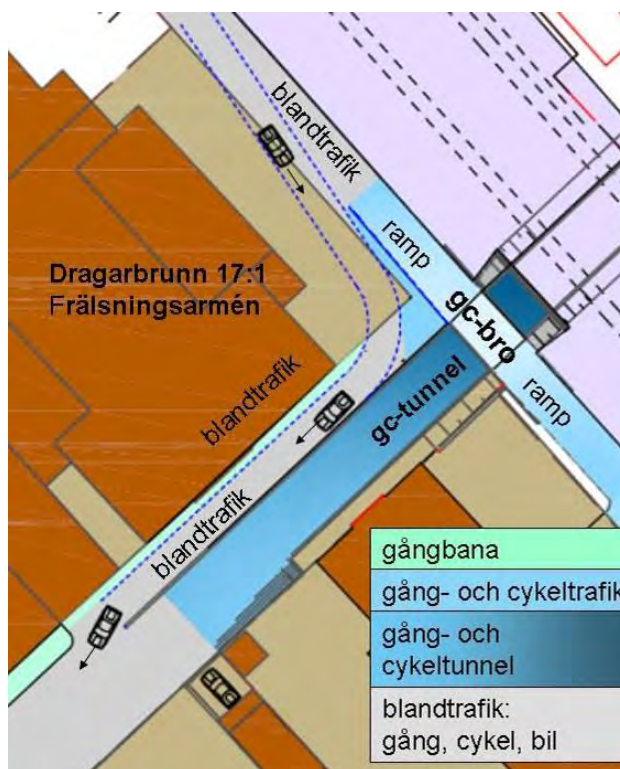 blandtrafik
ramp
Dragarbrunn 17:1
Frälsningsarmén
gc-bro
ramp
gc-tunnel
blandtrafik
blandtrafik
gångbana
gång- och cykeltrafik
gång- och
cykeltunnel
blandtrafik:
gång, cykel, bil